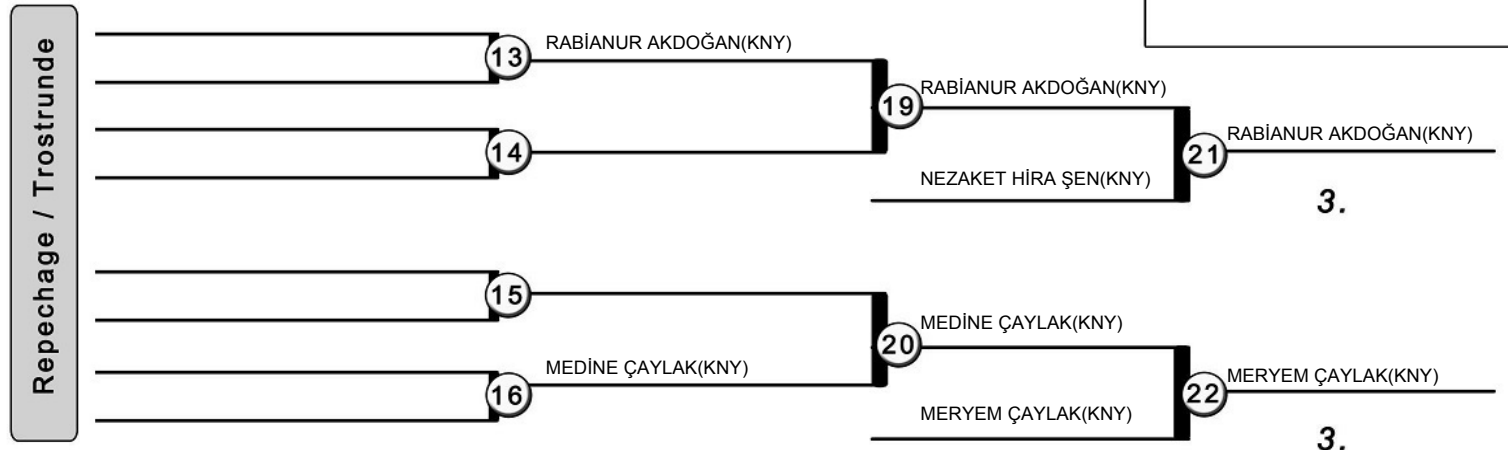 Repechage / Trostrunde
13
RABİANUR AKDOĞAN(KNY)
14
19
RABİANUR AKDOĞAN(KNY)
NEZAKET HİRA ŞEN(KNY)
21
RABİANUR AKDOĞAN(KNY)
3.
15
16
MEDİNE ÇAYLAK(KNY)
20
MEDİNE ÇAYLAK(KNY)
MERYEM ÇAYLAK(KNY)
22
MERYEM ÇAYLAK(KNY)
3.